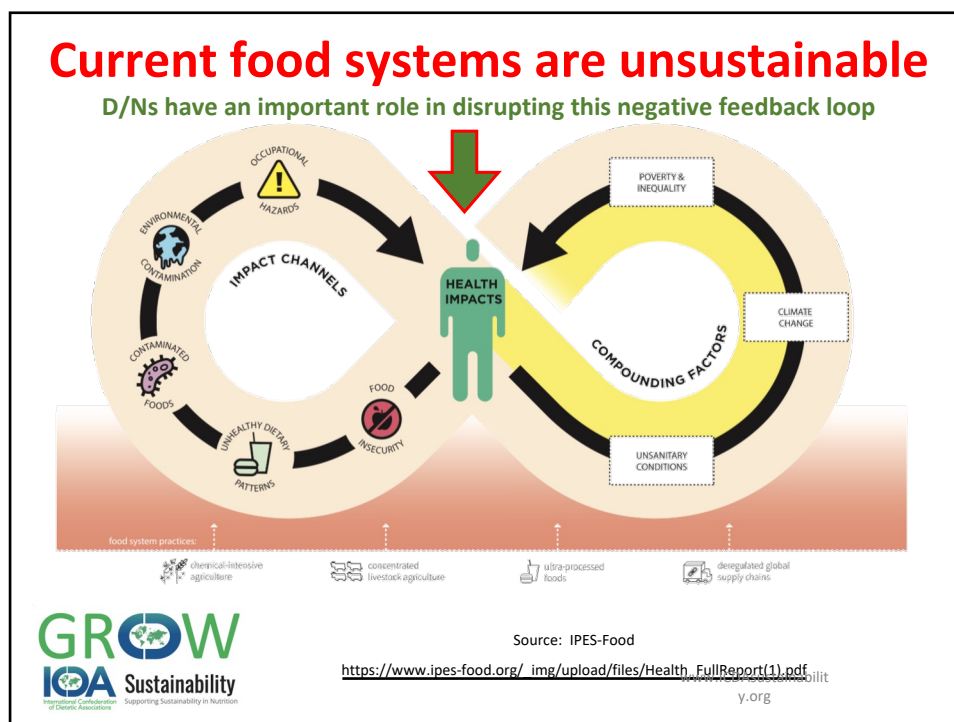 Current food systems are unsustainable
D/Ns have an important role in disrupting this negative feedback loop
OCCUPATIONAL
HAZARDS
ENVIRONMENTAL
CONTAMINATION
CONTAMINATED
FOODS
UNHEALTHY DIETARY
PATTERNS
FOOD
INSECURITY
IMPACT CHANNELS
HEALTH
IMPACTS
POVERTY &
INEQUALITY
CLIMATE
CHANGE
UNSANITARY
CONDITIONS
COMPOUNDING FACTORS
food system practices:
chemical-intensive
agriculture
concentrated
livestock agriculture
ultra-processed
foods
deregulated global
supply chains
GROW
ICDA Sustainability
International Confederation
of Dietetic Associations
Supporting Sustainability in Nutrition
Source: IPES-Food
https://www.ipes-food.org/_img/upload/files/Health_FullReport(1).pdf
www.ICDAsustainabilit
y.org